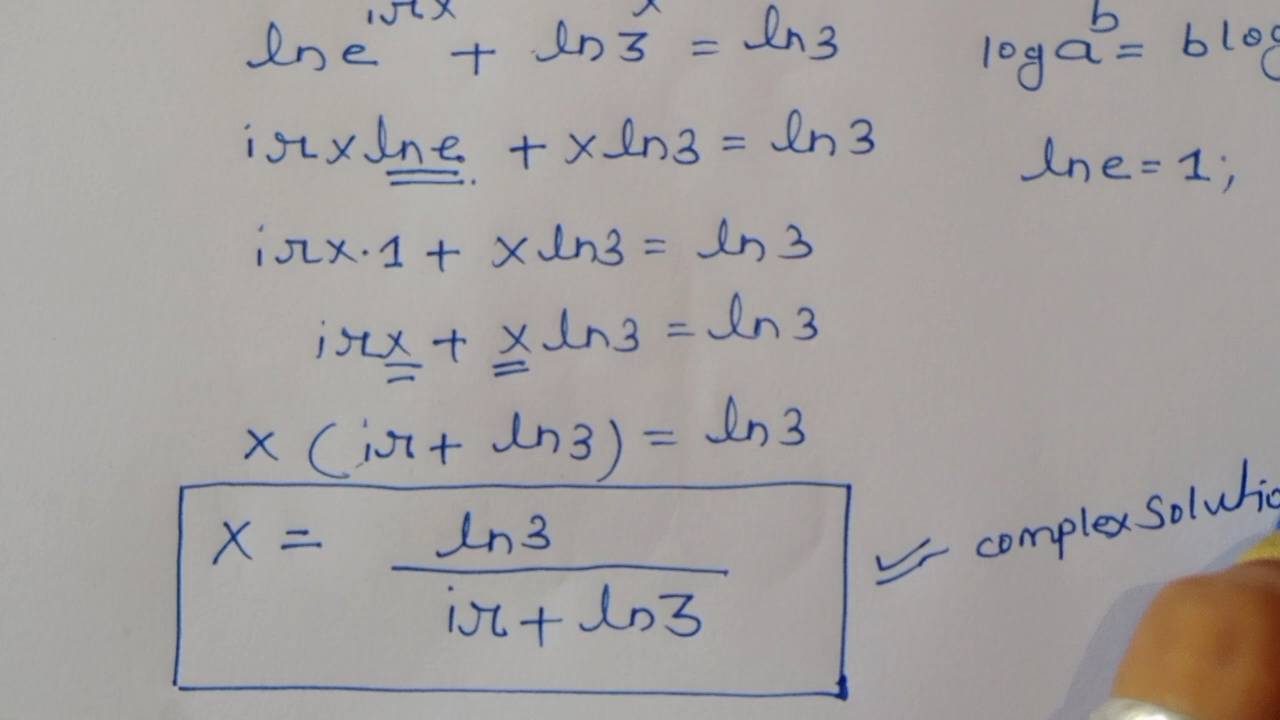 ln e^{iπx} + ln 3^x = ln 3
log a^b = b log
iπx ln e + x ln 3 = ln 3
ln e = 1;
iπx·1 + x ln 3 = ln 3
iπx + x ln 3 = ln 3
x (iπ + ln 3) = ln 3
x = \frac{ln 3}{iπ + ln 3}
complex Solutio